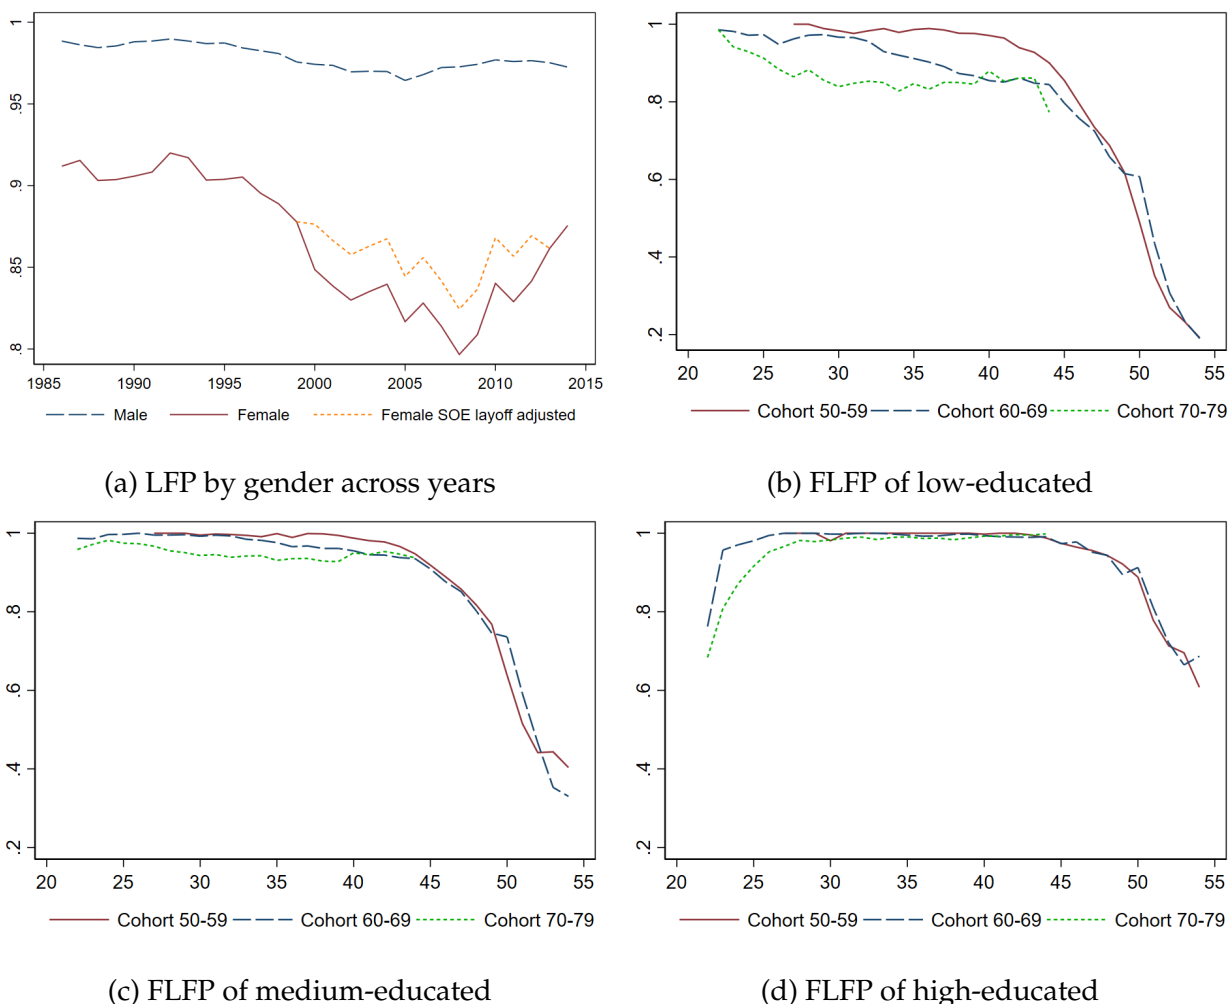 1
.95
.9
.85
.8
1985 1990 1995 2000 2005 2010 2015
Male Female Female SOE layoff adjusted
(a) LFP by gender across years
1
.8
.6
.4
.2
20 25 30 35 40 45 50 55
Cohort 50-59 Cohort 60-69 Cohort 70-79
(b) FLFP of low-educated
1
.8
.6
.4
.2
20 25 30 35 40 45 50 55
Cohort 50-59 Cohort 60-69 Cohort 70-79
(c) FLFP of medium-educated
1
.8
.6
.4
.2
20 25 30 35 40 45 50 55
Cohort 50-59 Cohort 60-69 Cohort 70-79
(d) FLFP of high-educated